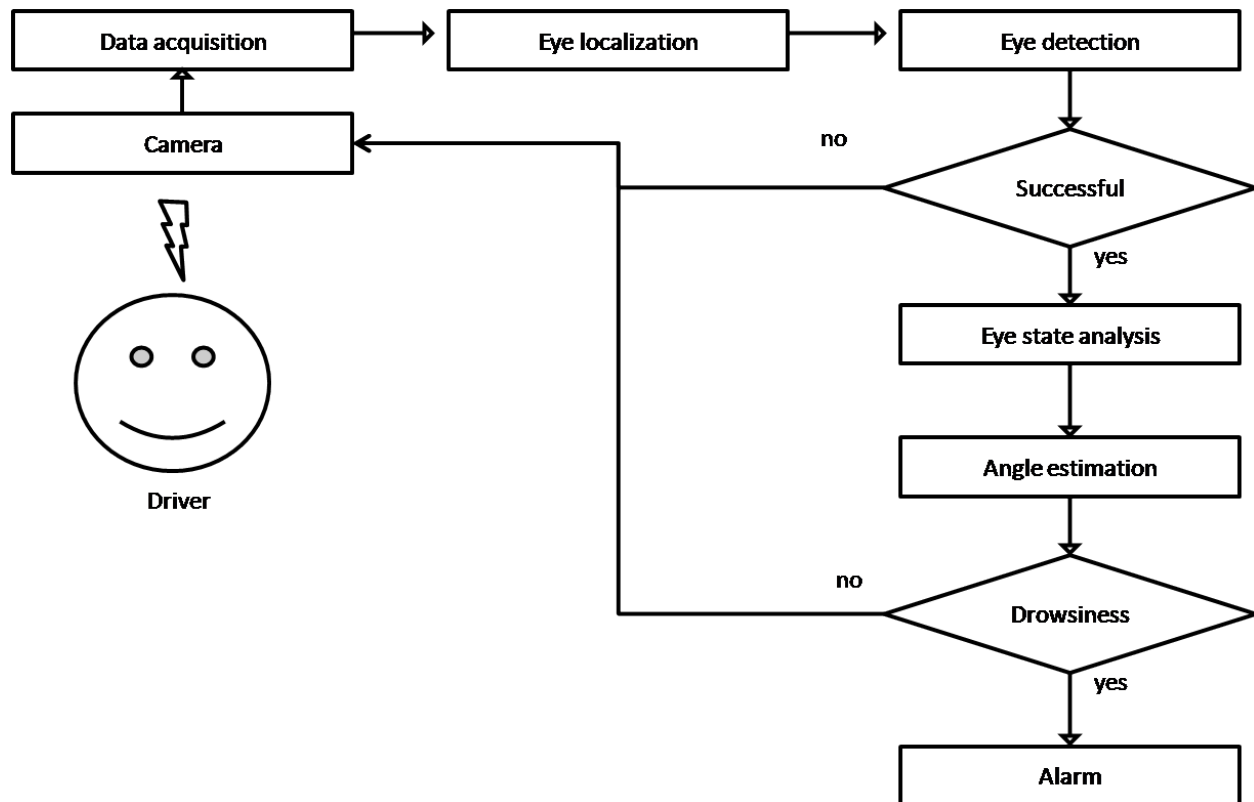 Data acquisition
Eye localization
Eye detection
Camera
no
Successful
yes
Eye state analysis
Angle estimation
Driver
no
Drowsiness
yes
Alarm